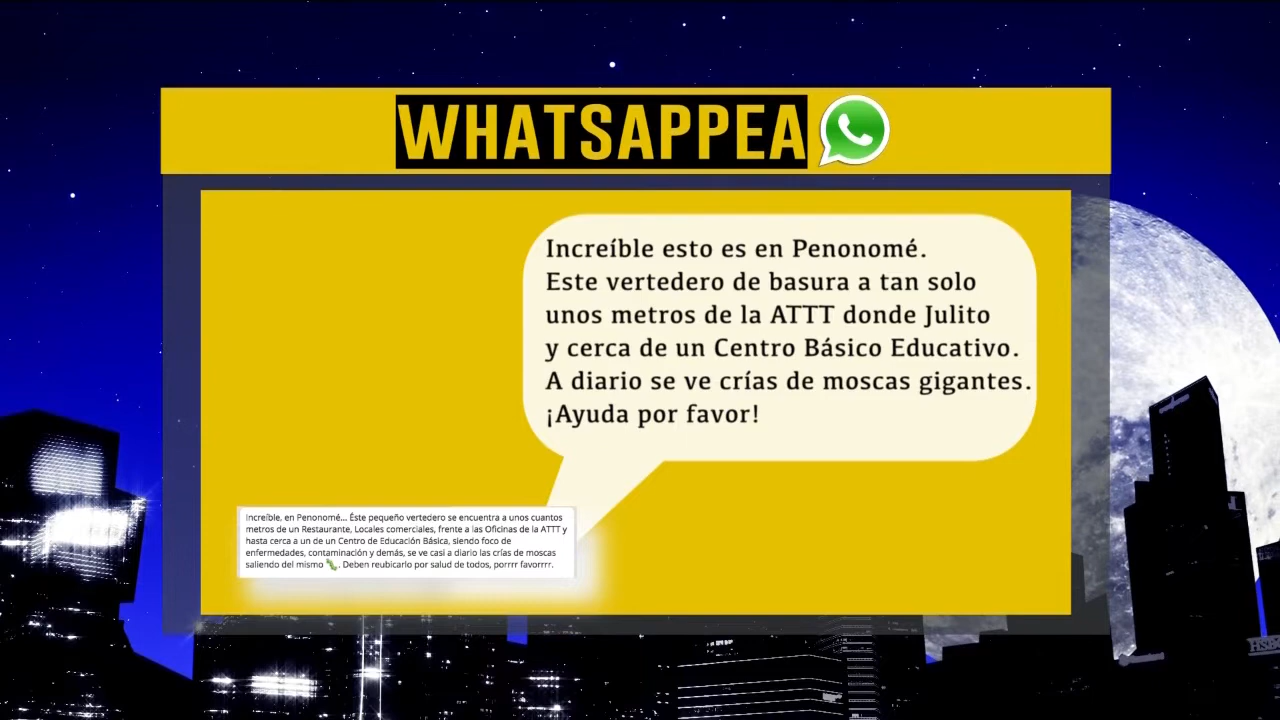 WHATSAPPEA
Increíble esto es en Penonomé.
Este vertedero de basura a tan solo
unos metros de la ATTT donde Julito
y cerca de un Centro Básico Educativo.
A diario se ve crías de moscas gigantes.
¡Ayuda por favor!
Increíble, en Penonomé... Éste pequeño vertedero se encuentra a unos cuantos
metros de un Restaurante, Locales comerciales, frente a las Oficinas de la ATTT y
hasta cerca a un de un Centro de Educación Básica, siendo foco de
enfermedades, contaminación y demás, se ve casi a diario las crías de moscas
saliendo del mismo 🐛. Deben reubicarlo por salud de todos, porrrr favorrrr.